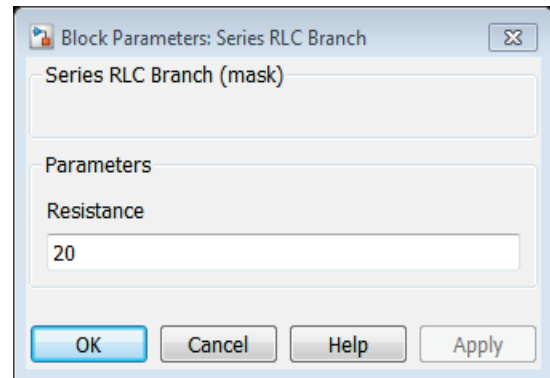 Block Parameters: Series RLC Branch
Series RLC Branch (mask)
Parameters
Resistance
20
OK Cancel Help Apply